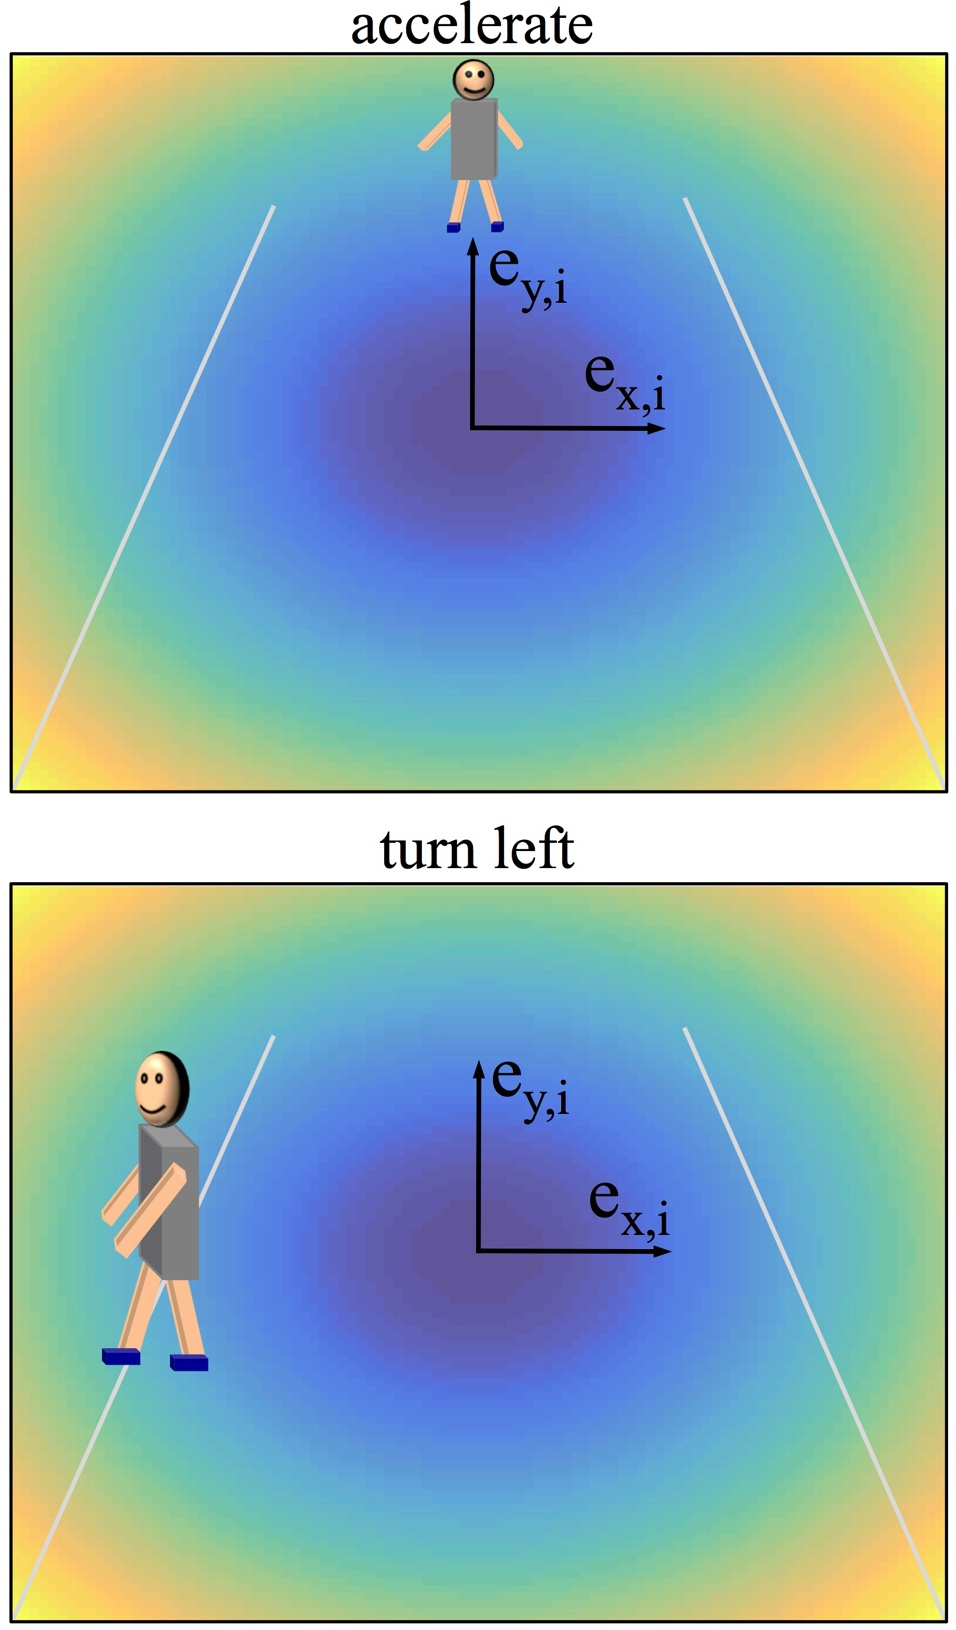 accelerate
e_y,i
e_x,i
turn left
e_y,i
e_x,i